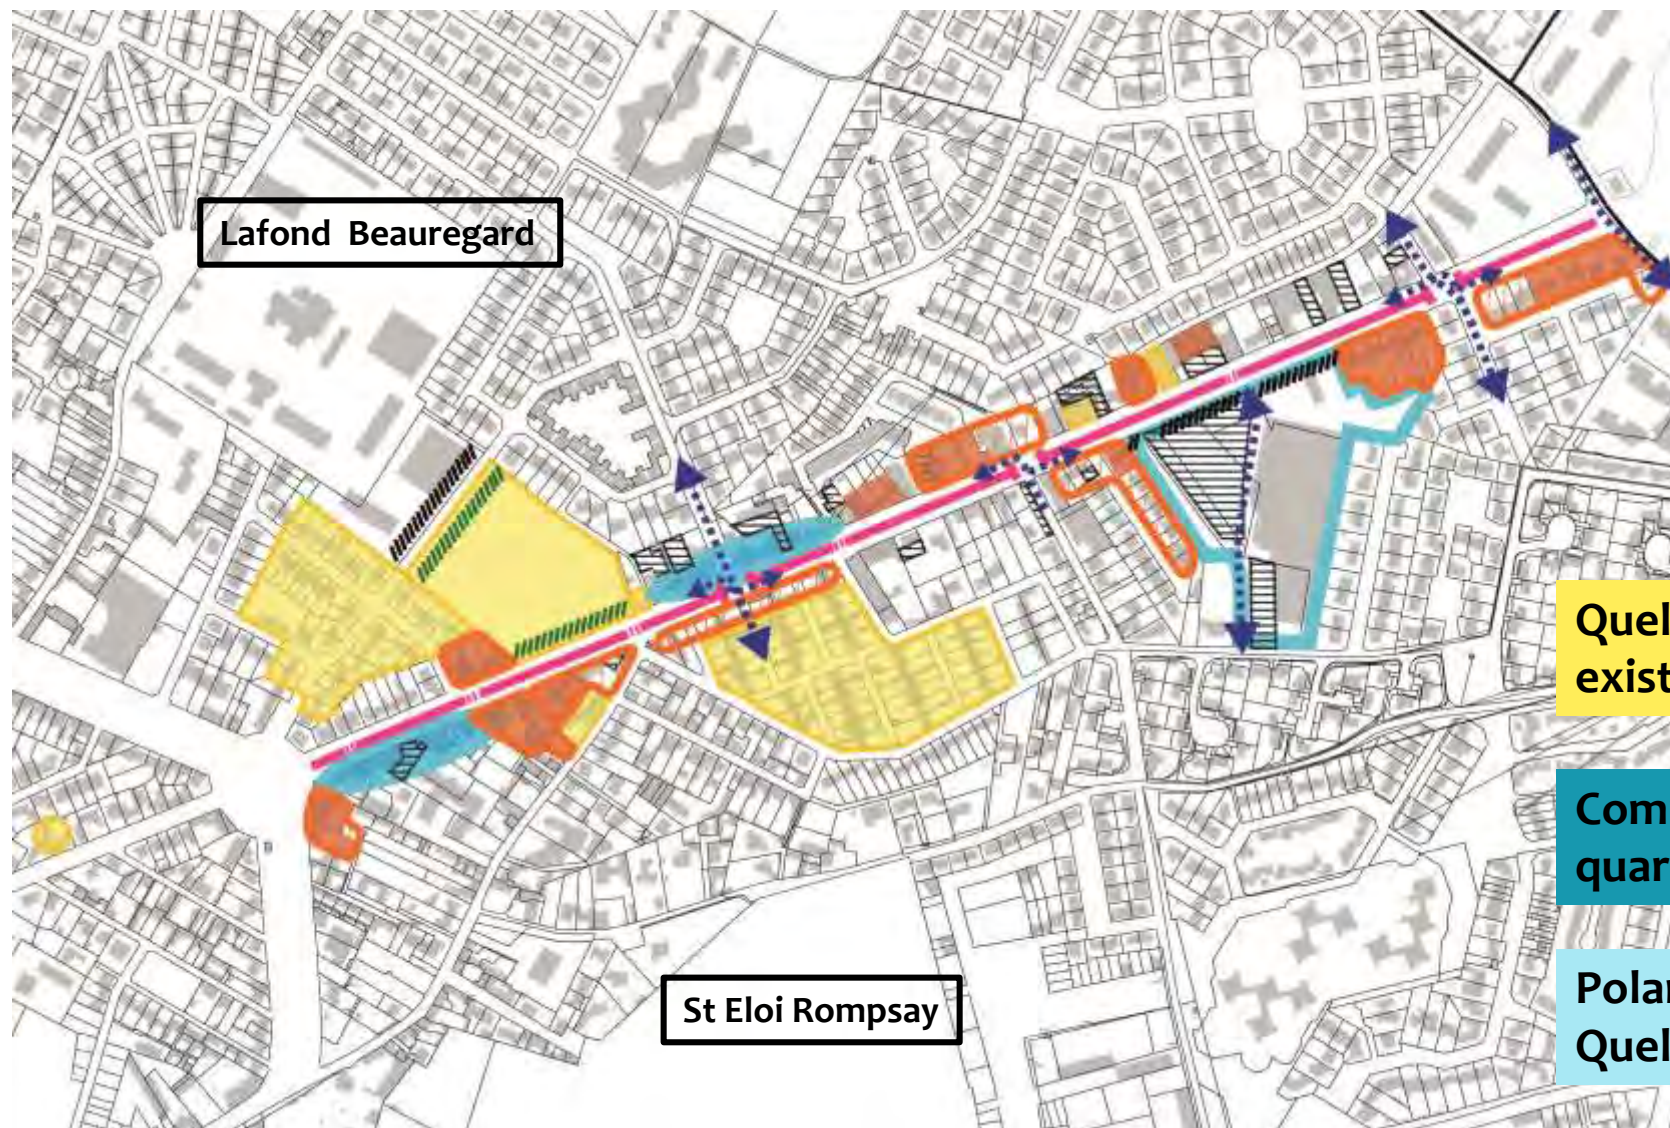 Lafond Beauregard
St Eloi Rompsay
Quel
exist
Com
quar
Polar
Quel